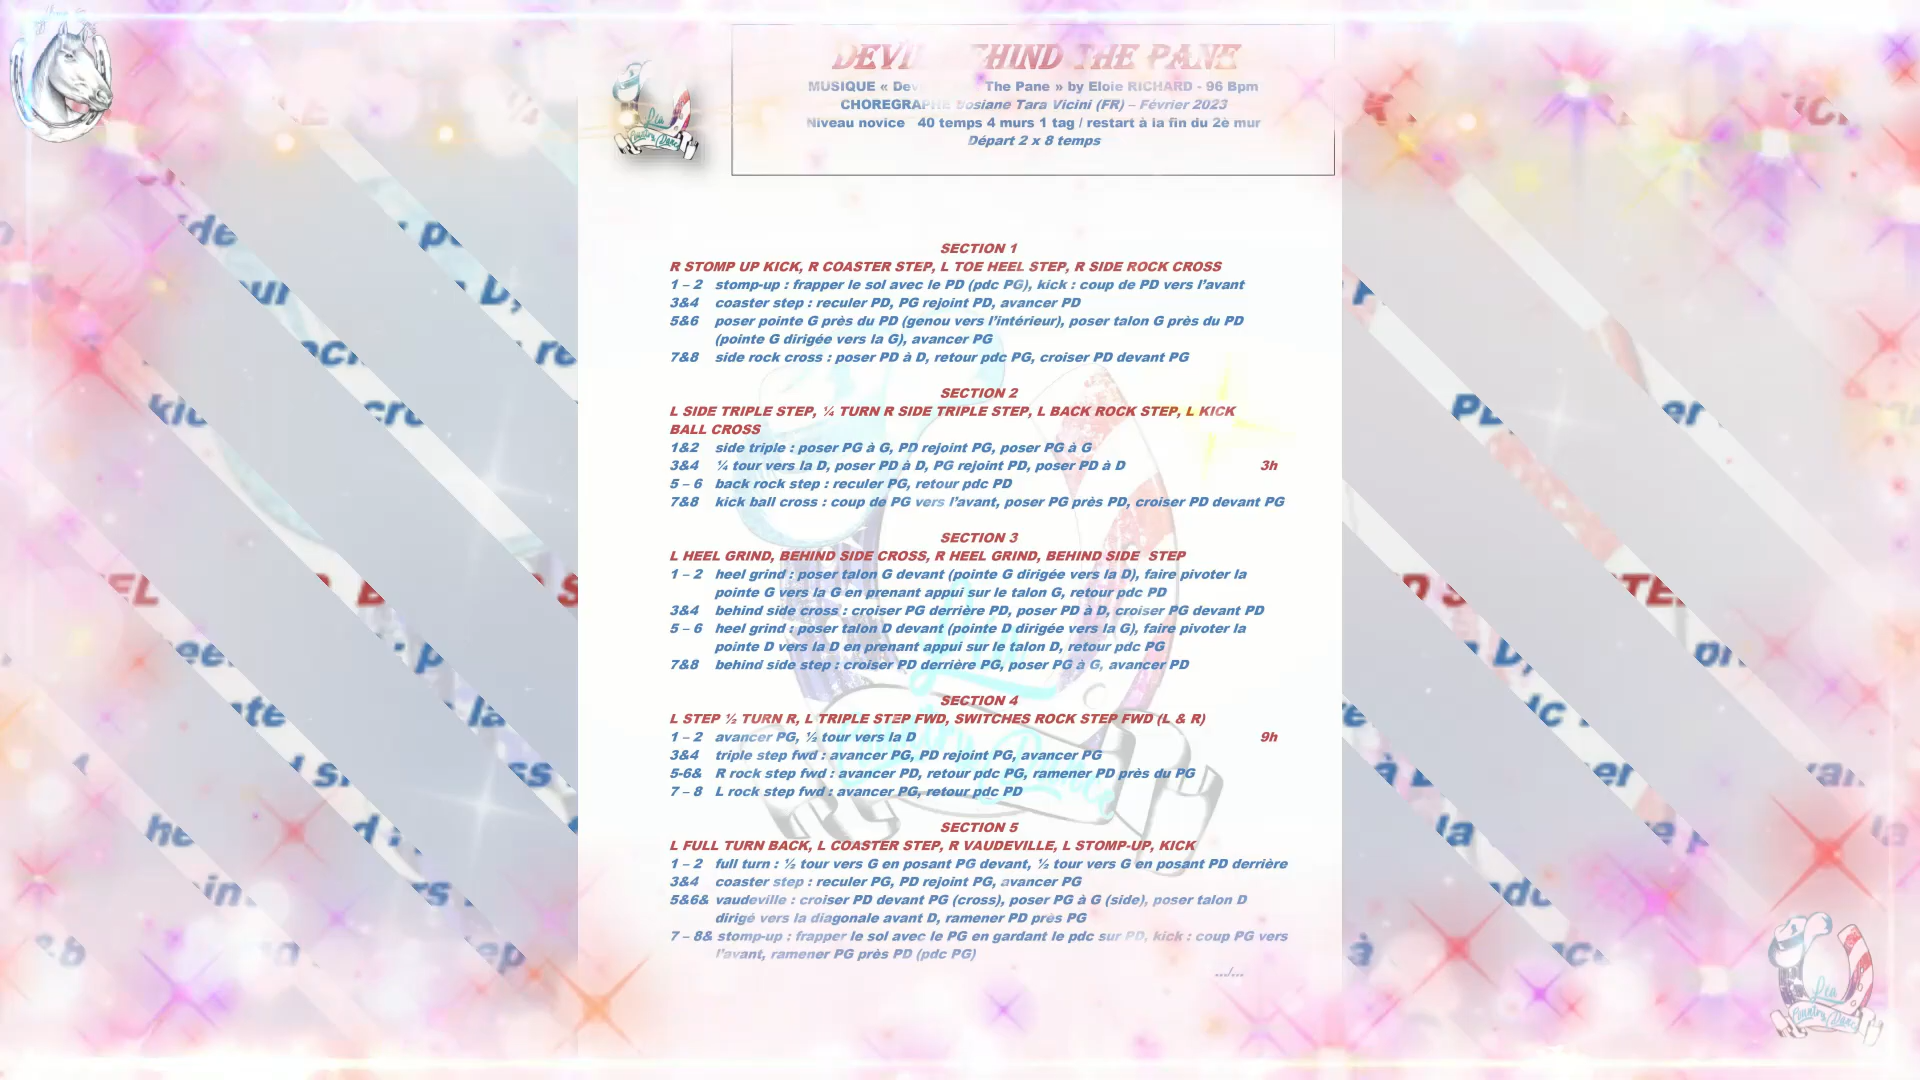 DEVI HIND THE PANE
MUSIQUE « Dev The Pane » by Eloie RICHARD - 96 Bpm
CHOREGRAPHE Josiane Tara Vicini (FR) – Février 2023
Niveau novice 40 temps 4 murs 1 tag / restart à la fin du 2è mur
Départ 2 x 8 temps
SECTION 1
R STOMP UP KICK, R COASTER STEP, L TOE HEEL STEP, R SIDE ROCK CROSS
1 – 2 stomp-up : frapper le sol avec le PD (pdc PG), kick : coup de PD vers l’avant
3&4 coaster step : reculer PD, PG rejoint PD, avancer PD
5&6 poser pointe G près du PD (genou vers l’intérieur), poser talon G près du PD
(pointe G dirigée vers la G), avancer PG
7&8 side rock cross : poser PD à D, retour pdc PG, croiser PD devant PG
SECTION 2
L SIDE TRIPLE STEP, ¼ TURN R SIDE TRIPLE STEP, L BACK ROCK STEP, L KICK
BALL CROSS
1&2 side triple : poser PG à G, PD rejoint PG, poser PG à G
3&4 ¼ tour vers la D, poser PD à D, PG rejoint PD, poser PD à D 3h
5 – 6 back rock step : reculer PG, retour pdc PD
7&8 kick ball cross : coup de PG vers l’avant, poser PG près PD, croiser PD devant PG
SECTION 3
L HEEL GRIND, BEHIND SIDE CROSS, R HEEL GRIND, BEHIND SIDE STEP
1 – 2 heel grind : poser talon G devant (pointe G dirigée vers la D), faire pivoter la
pointe G vers la G en prenant appui sur le talon G, retour pdc PD
3&4 behind side cross : croiser PG derrière PD, poser PD à D, croiser PG devant PD
5 – 6 heel grind : poser talon D devant (pointe D dirigée vers la G), faire pivoter la
pointe D vers la D en prenant appui sur le talon D, retour pdc PG
7&8 behind side step : croiser PD derrière PG, poser PG à G, avancer PD
SECTION 4
L STEP ½ TURN R, L TRIPLE STEP FWD, SWITCHES ROCK STEP FWD (L & R)
1 – 2 avancer PG, ½ tour vers la D 9h
3&4 triple step fwd : avancer PG, PD rejoint PG, avancer PG
5-6& R rock step fwd : avancer PD, retour pdc PG, ramener PD près du PG
7 – 8 L rock step fwd : avancer PG, retour pdc PD
SECTION 5
L FULL TURN BACK, L COASTER STEP, R VAUDEVILLE, L STOMP-UP, KICK
1 – 2 full turn : ½ tour vers G en posant PG devant, ½ tour vers G en posant PD derrière
3&4 coaster step : reculer PG, PD rejoint PG, avancer PG
5&6& vaudeville : croiser PD devant PG (cross), poser PG à G (side), poser talon D
dirigé vers la diagonale avant D, ramener PD près PG
7 – 8& stomp-up : frapper le sol avec le PG en gardant le pdc sur PD, kick : coup PG vers
l’avant, ramener PG près PD (pdc PG)
.../...
Léa
Country Dance